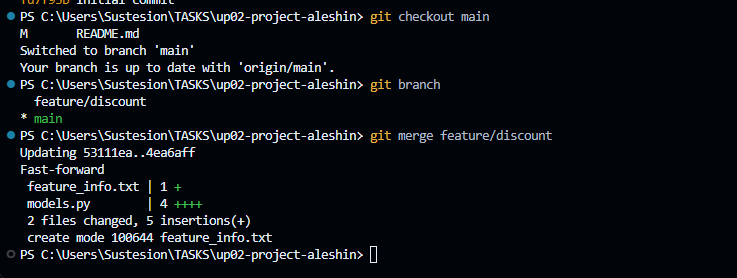 fd7f95b Initial commit
PS C:\Users\Sustesion\TASKS\up02-project-aleshin> git checkout main
M       README.md
Switched to branch 'main'
Your branch is up to date with 'origin/main'.
PS C:\Users\Sustesion\TASKS\up02-project-aleshin> git branch
  feature/discount
* main
PS C:\Users\Sustesion\TASKS\up02-project-aleshin> git merge feature/discount
Updating 53111ea..4ea6aff
Fast-forward
 feature_info.txt | 1 +
 models.py        | 4 ++++
 2 files changed, 5 insertions(+)
 create mode 100644 feature_info.txt
PS C:\Users\Sustesion\TASKS\up02-project-aleshin>